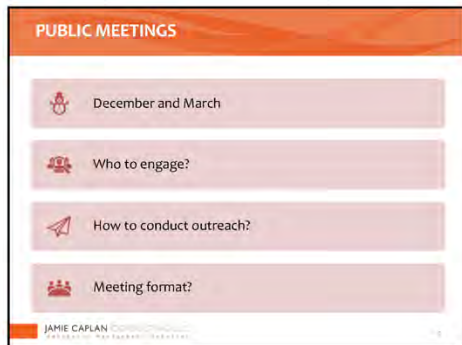 PUBLIC MEETINGS
December and March
Who to engage?
How to conduct outreach?
Meeting format?
JAMIE CAPLAN